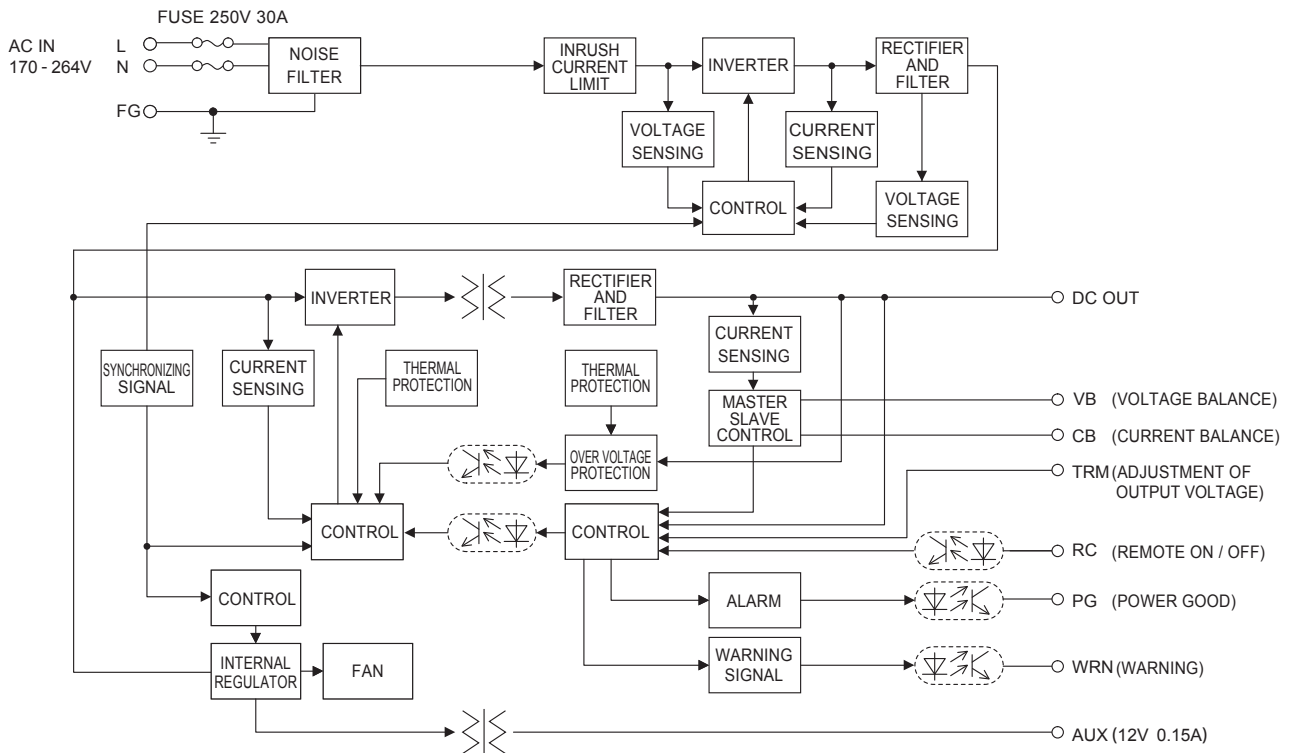 FUSE 250V 30A
AC IN
170 - 264V
L
N
FG
NOISE
FILTER
INRUSH
CURRENT
LIMIT
INVERTER
RECTIFIER
AND
FILTER
VOLTAGE
SENSING
CURRENT
SENSING
CONTROL
VOLTAGE
SENSING
INVERTER
RECTIFIER
AND
FILTER
DC OUT
SYNCHRONIZING
SIGNAL
CURRENT
SENSING
THERMAL
PROTECTION
THERMAL
PROTECTION
CURRENT
SENSING
MASTER
SLAVE
CONTROL
VB (VOLTAGE BALANCE)
CB (CURRENT BALANCE)
OVER VOLTAGE
PROTECTION
TRM (ADJUSTMENT OF
OUTPUT VOLTAGE)
CONTROL
CONTROL
RC (REMOTE ON / OFF)
CONTROL
ALARM
PG (POWER GOOD)
INTERNAL
REGULATOR
FAN
WARNING
SIGNAL
WRN (WARNING)
AUX (12V 0.15A)